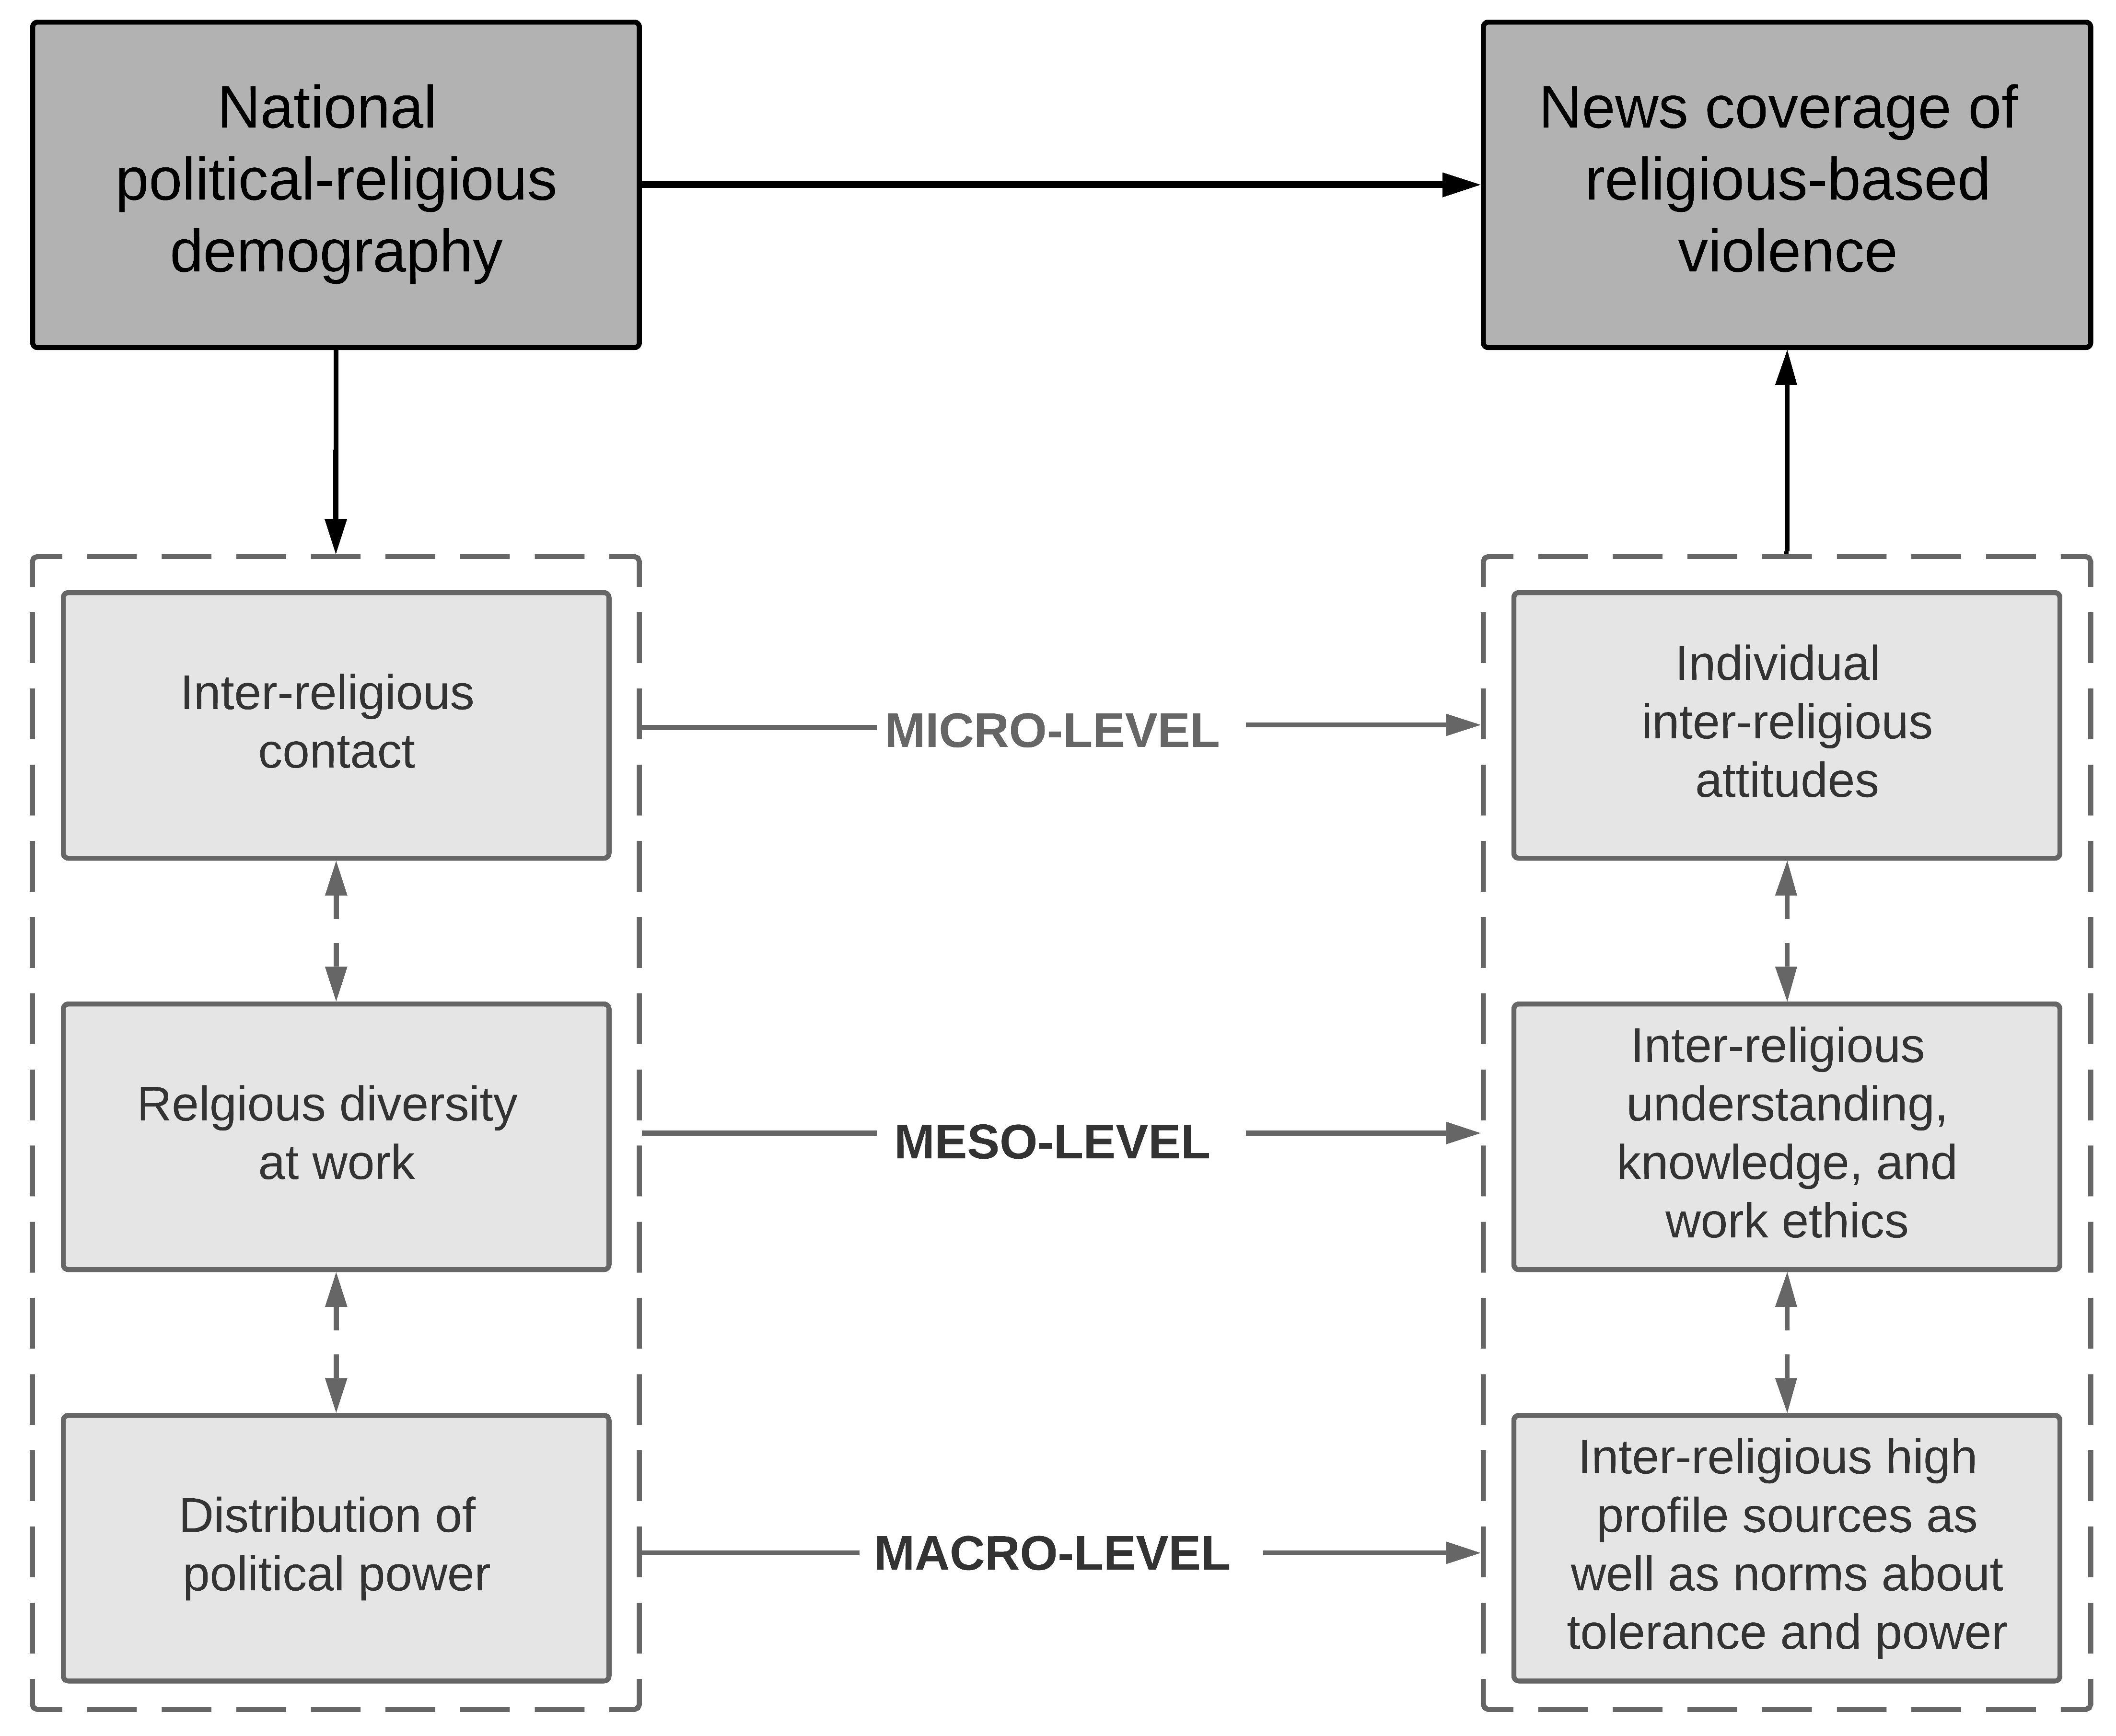 National
political-religious
demography
News coverage of
religious-based
violence
Inter-religious
contact
MICRO-LEVEL
Individual
inter-religious
attitudes
Relgious diversity
at work
MESO-LEVEL
Inter-religious
understanding,
knowledge, and
work ethics
Distribution of
political power
MACRO-LEVEL
Inter-religious high
profile sources as
well as norms about
tolerance and power